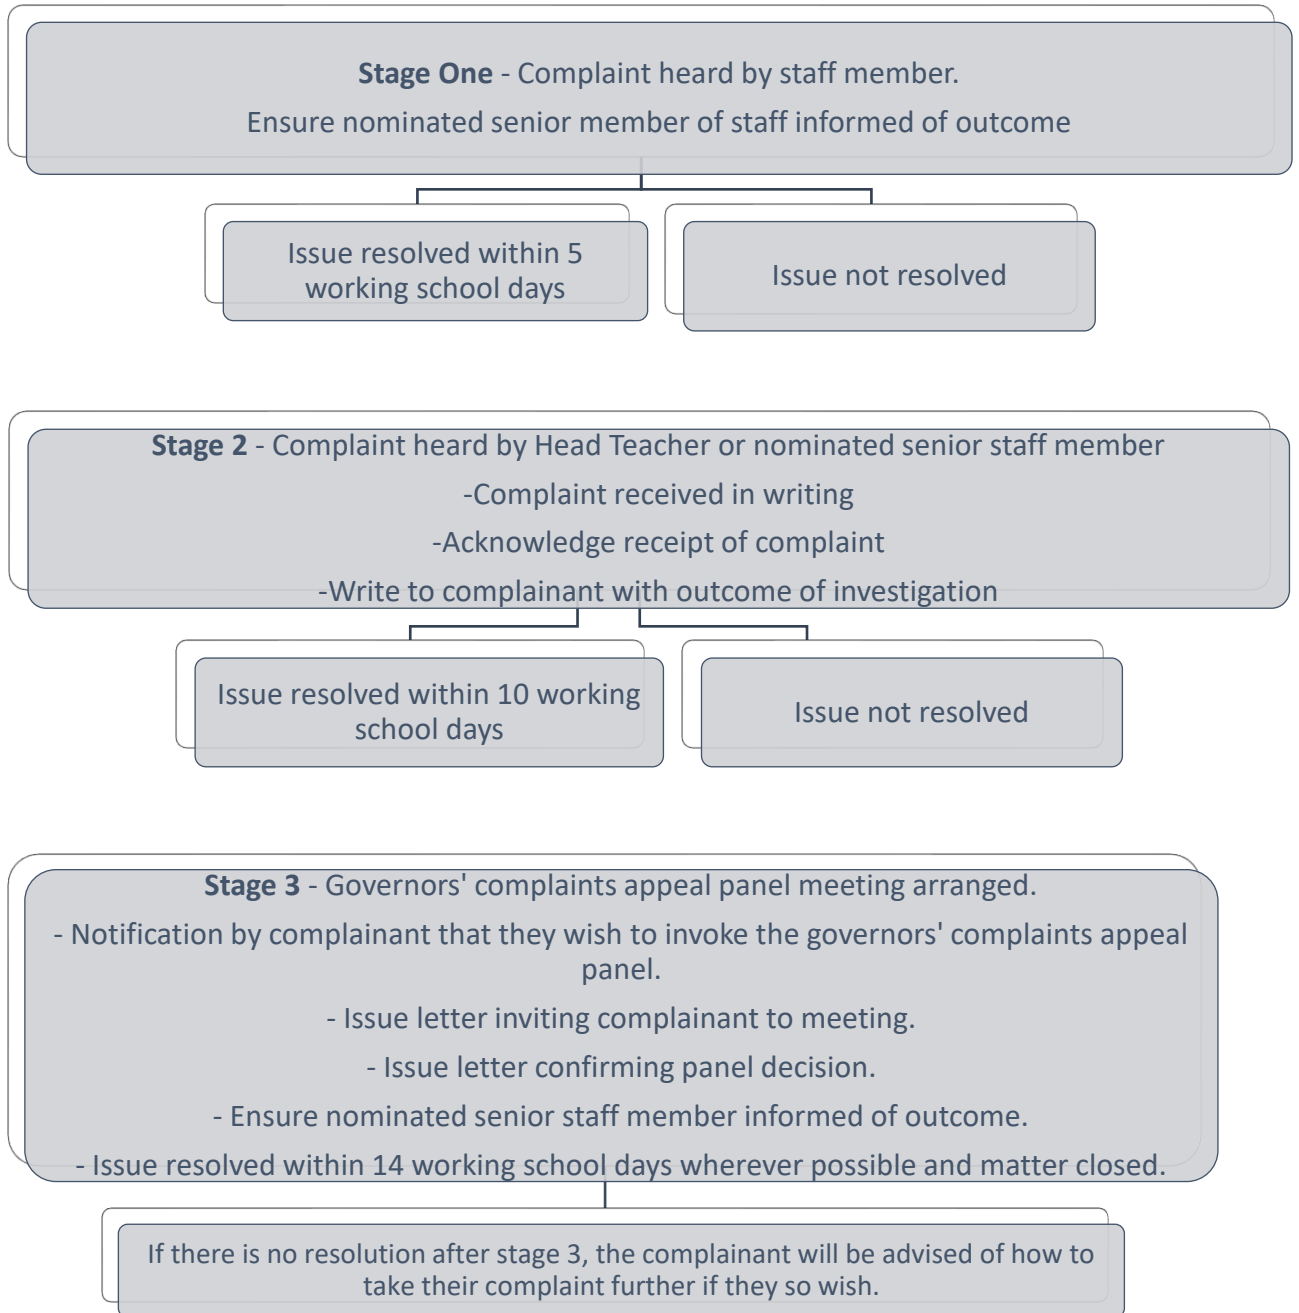 Stage One - Complaint heard by staff member.
Ensure nominated senior member of staff informed of outcome
Issue resolved within 5
working school days
Issue not resolved
Stage 2 - Complaint heard by Head Teacher or nominated senior staff member
-Complaint received in writing
-Acknowledge receipt of complaint
-Write to complainant with outcome of investigation
Issue resolved within 10 working
school days
Issue not resolved
Stage 3 - Governors' complaints appeal panel meeting arranged.
- Notification by complainant that they wish to invoke the governors' complaints appeal
panel.
- Issue letter inviting complainant to meeting.
- Issue letter confirming panel decision.
- Ensure nominated senior staff member informed of outcome.
- Issue resolved within 14 working school days wherever possible and matter closed.
If there is no resolution after stage 3, the complainant will be advised of how to
take their complaint further if they so wish.